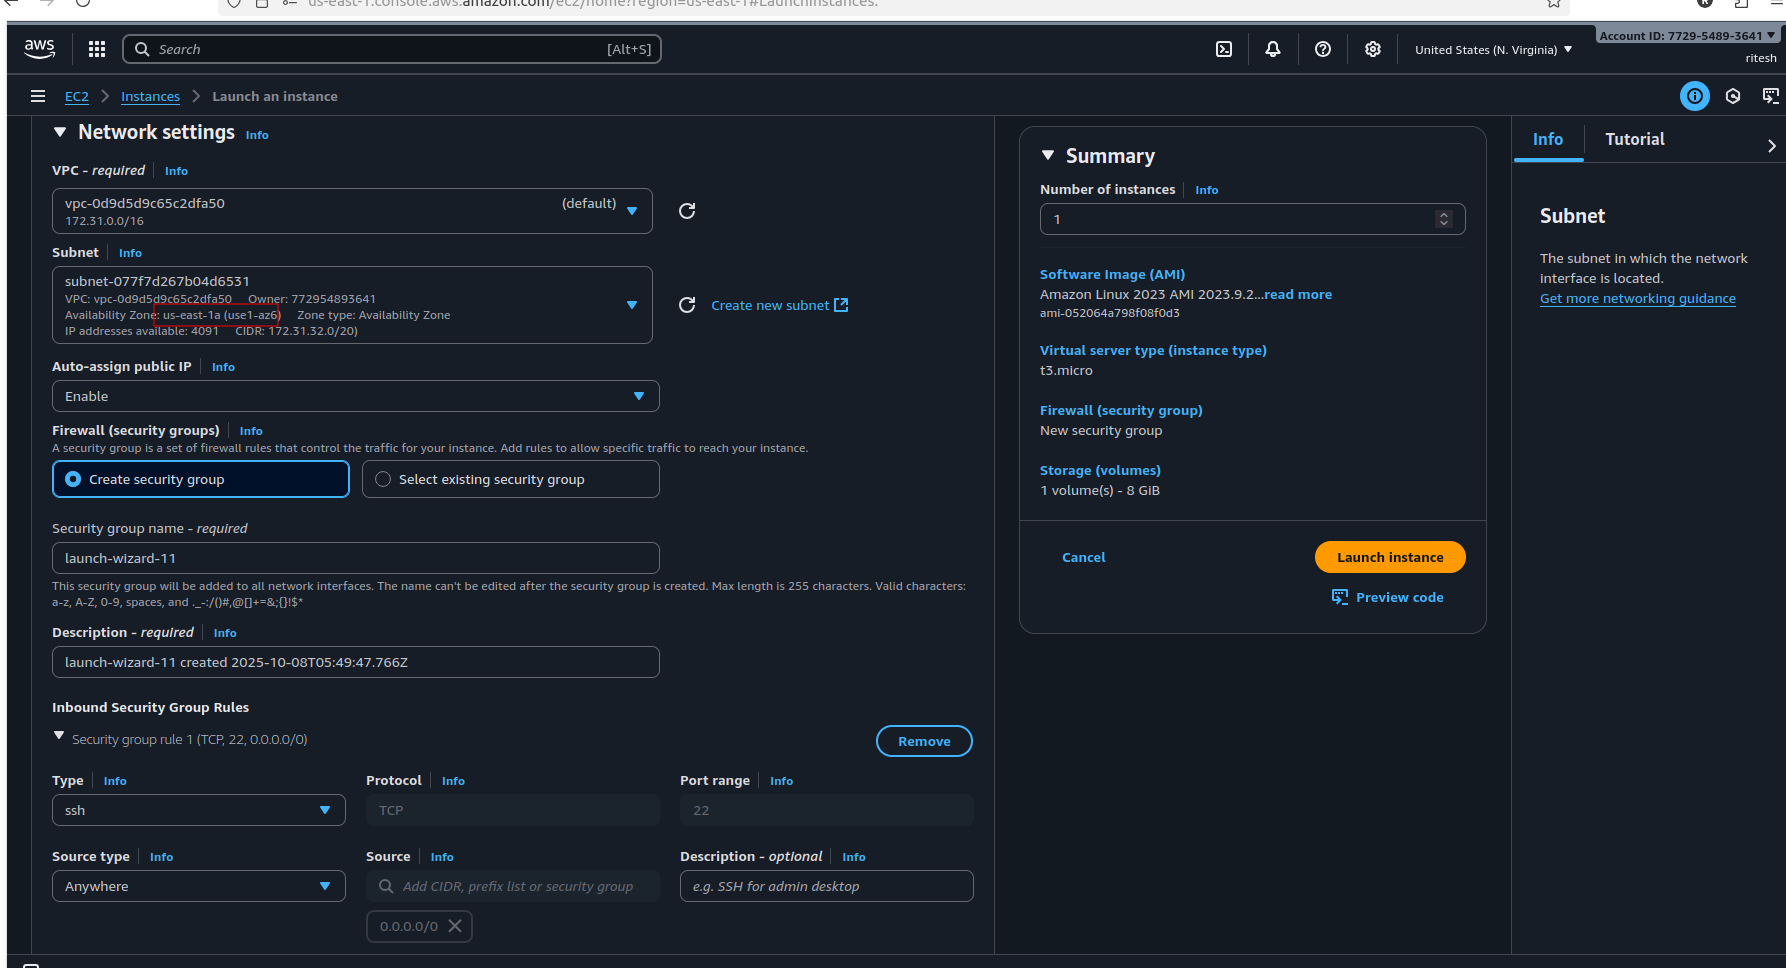 us-east-1.console.aws.amazon.com/ec2/home?region=us-east-1#LaunchInstances:
aws
Search [Alt+S]
United States (N. Virginia)
Account ID: 7729-5489-3641
ritesh
EC2 Instances Launch an instance
Network settings Info
VPC - required Info
vpc-0d9d5d9c65c2dfa50 (default)
172.31.0.0/16
Subnet Info
subnet-077f7d267b04d6531
VPC: vpc-0d9d5d9c65c2dfa50 Owner: 772954893641
Availability Zone: us-east-1a (use1-az6) Zone type: Availability Zone
IP addresses available: 4091 CIDR: 172.31.32.0/20)
Create new subnet
Auto-assign public IP Info
Enable
Firewall (security groups) Info
A security group is a set of firewall rules that control the traffic for your instance. Add rules to allow specific traffic to reach your instance.
Create security group
Select existing security group
Security group name - required
launch-wizard-11
This security group will be added to all network interfaces. The name can't be edited after the security group is created. Max length is 255 characters. Valid characters:
a-z, A-Z, 0-9, spaces, and ._-:/()#,@[]+=&;{}!$*
Description - required Info
launch-wizard-11 created 2025-10-08T05:49:47.766Z
Inbound Security Group Rules
Security group rule 1 (TCP, 22, 0.0.0.0/0)
Remove
Type Info
Protocol Info
Port range Info
ssh
TCP
22
Source type Info
Source Info
Description - optional Info
Anywhere
Add CIDR, prefix list or security group
e.g. SSH for admin desktop
0.0.0.0/0
Summary
Number of instances Info
1
Software Image (AMI)
Amazon Linux 2023 AMI 2023.9.2...read more
ami-052064a798f08f0d3
Virtual server type (instance type)
t3.micro
Firewall (security group)
New security group
Storage (volumes)
1 volume(s) - 8 GiB
Cancel
Launch instance
Preview code
Info
Tutorial
Subnet
The subnet in which the network
interface is located.
Get more networking guidance